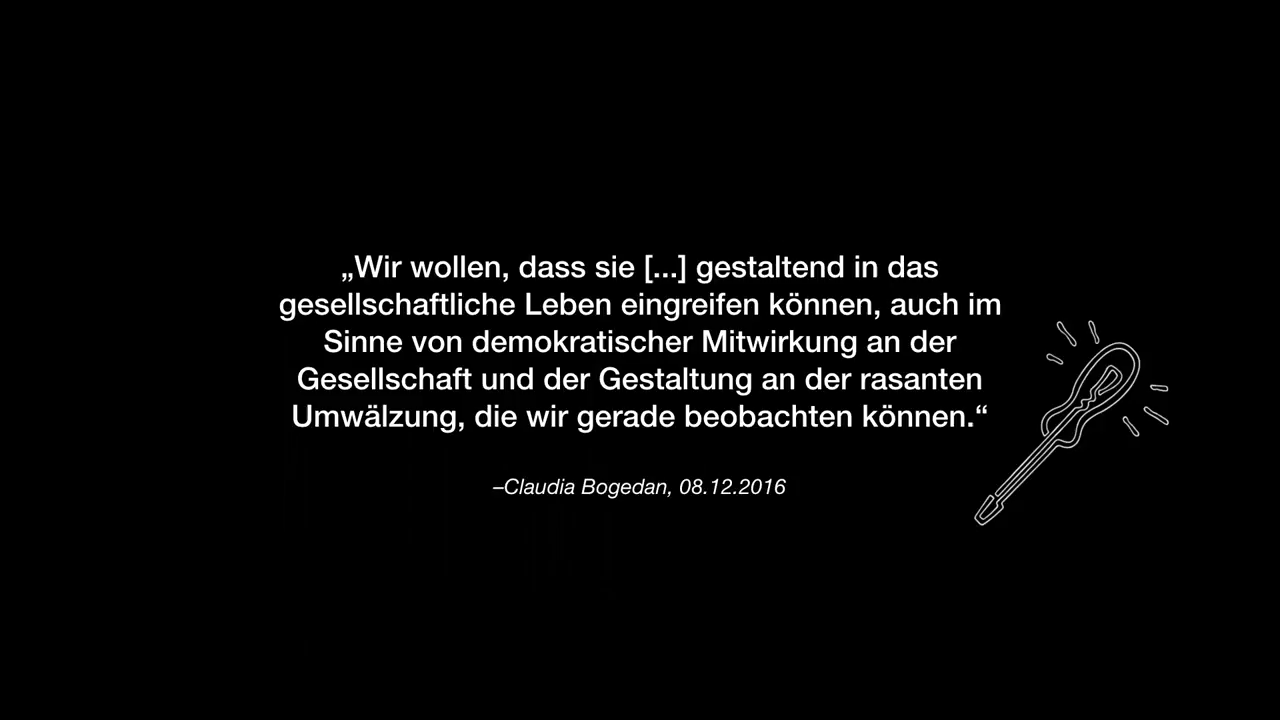 „Wir wollen, dass sie [...] gestaltend in das
gesellschaftliche Leben eingreifen können, auch im
Sinne von demokratischer Mitwirkung an der
Gesellschaft und der Gestaltung an der rasanten
Umwälzung, die wir gerade beobachten können.“
–Claudia Bogedan, 08.12.2016